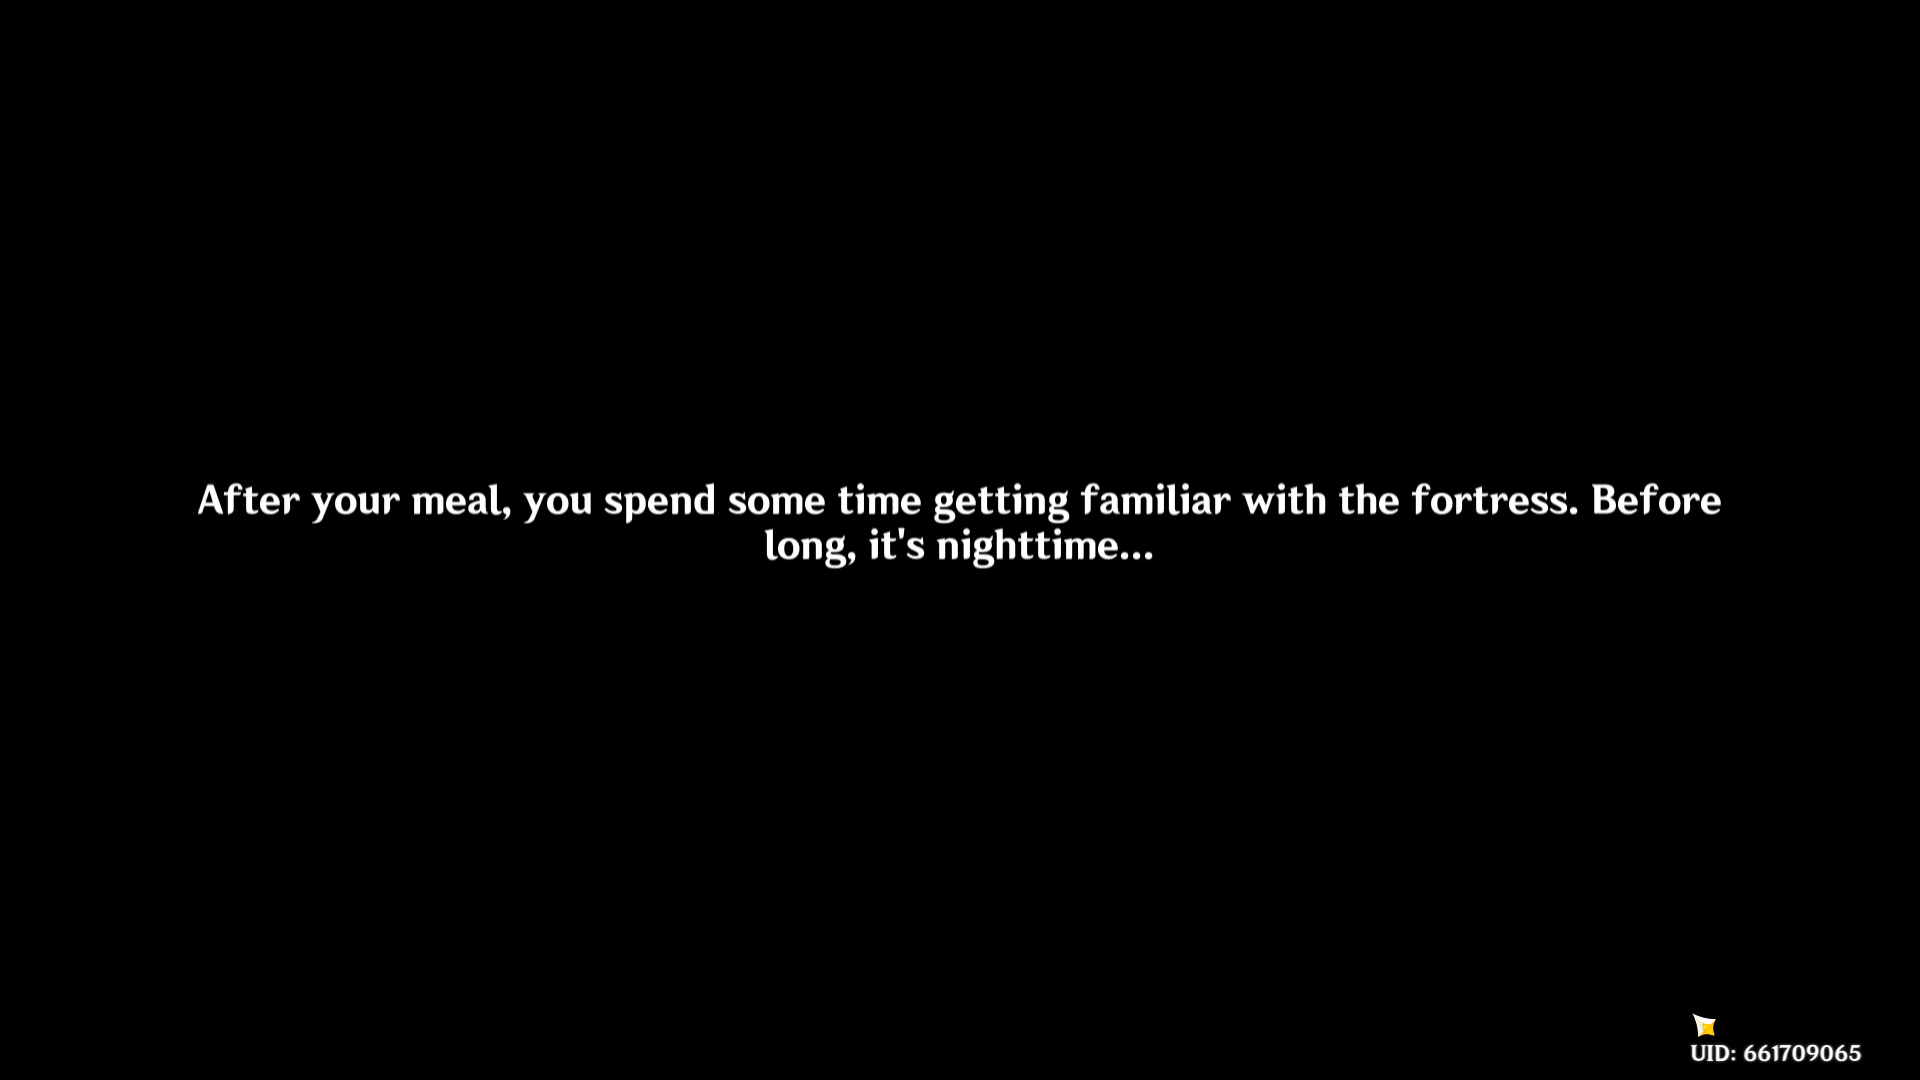 After your meal, you spend some time getting familiar with the fortress. Before
long, it's nighttime...
UID: 661709065